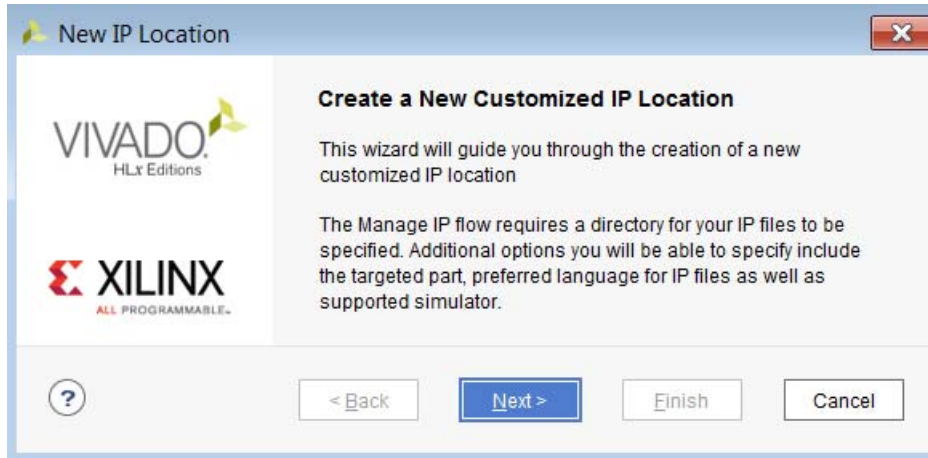 New IP Location
VIVADO.
HLx Editions
XILINX
ALL PROGRAMMABLE™
Create a New Customized IP Location
This wizard will guide you through the creation of a new
customized IP location
The Manage IP flow requires a directory for your IP files to be
specified. Additional options you will be able to specify include
the targeted part, preferred language for IP files as well as
supported simulator.
?
< Back
Next >
Finish
Cancel